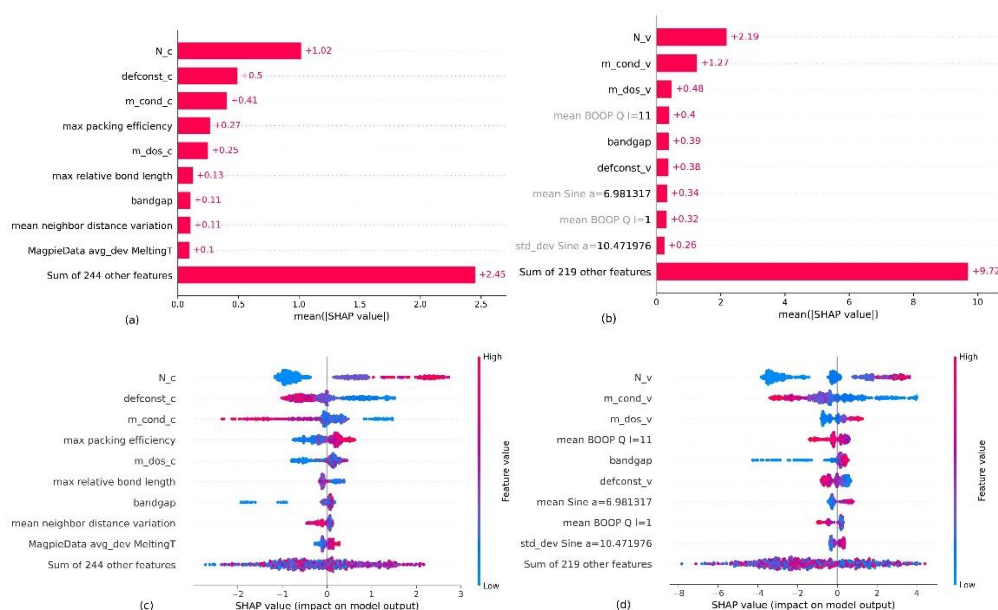 N_c
+1.02
defconst_c
+0.5
m_cond_c
+0.41
max packing efficiency
+0.27
m_dos_c
+0.25
max relative bond length
+0.13
bandgap
+0.11
mean neighbor distance variation
+0.11
MagpieData avg_dev MeltingT
+0.1
Sum of 244 other features
+2.45
0.0 0.5 1.0 1.5 2.0 2.5
mean(|SHAP value|)
(a)
N_v
+2.19
m_cond_v
+1.27
m_dos_v
+0.48
mean BOOP Q l=11
+0.4
bandgap
+0.39
defconst_v
+0.38
mean Sine a=6.981317
+0.34
mean BOOP Q l=1
+0.32
std_dev Sine a=10.471976
+0.26
Sum of 219 other features
+9.72
0 2 4 6 8 10
mean(|SHAP value|)
(b)
High
N_c
defconst_c
m_cond_c
max packing efficiency
m_dos_c
max relative bond length
bandgap
mean neighbor distance variation
MagpieData avg_dev MeltingT
Sum of 244 other features
Feature value
Low
−2 −1 0 1 2 3
SHAP value (impact on model output)
(c)
High
N_v
m_cond_v
m_dos_v
mean BOOP Q l=11
bandgap
defconst_v
mean Sine a=6.981317
mean BOOP Q l=1
std_dev Sine a=10.471976
Sum of 219 other features
Feature value
Low
−8 −6 −4 −2 0 2 4
SHAP value (impact on model output)
(d)